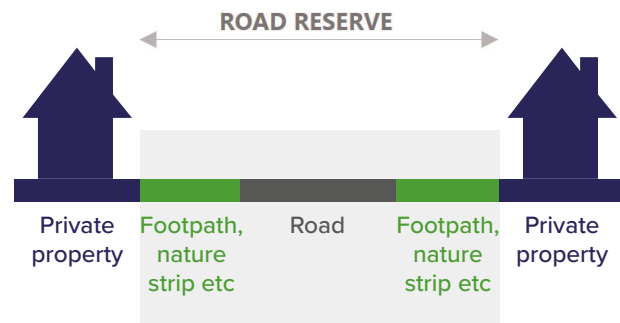 ROAD RESERVE
Private
property
Footpath,
nature
strip etc
Road
Footpath,
nature
strip etc
Private
property